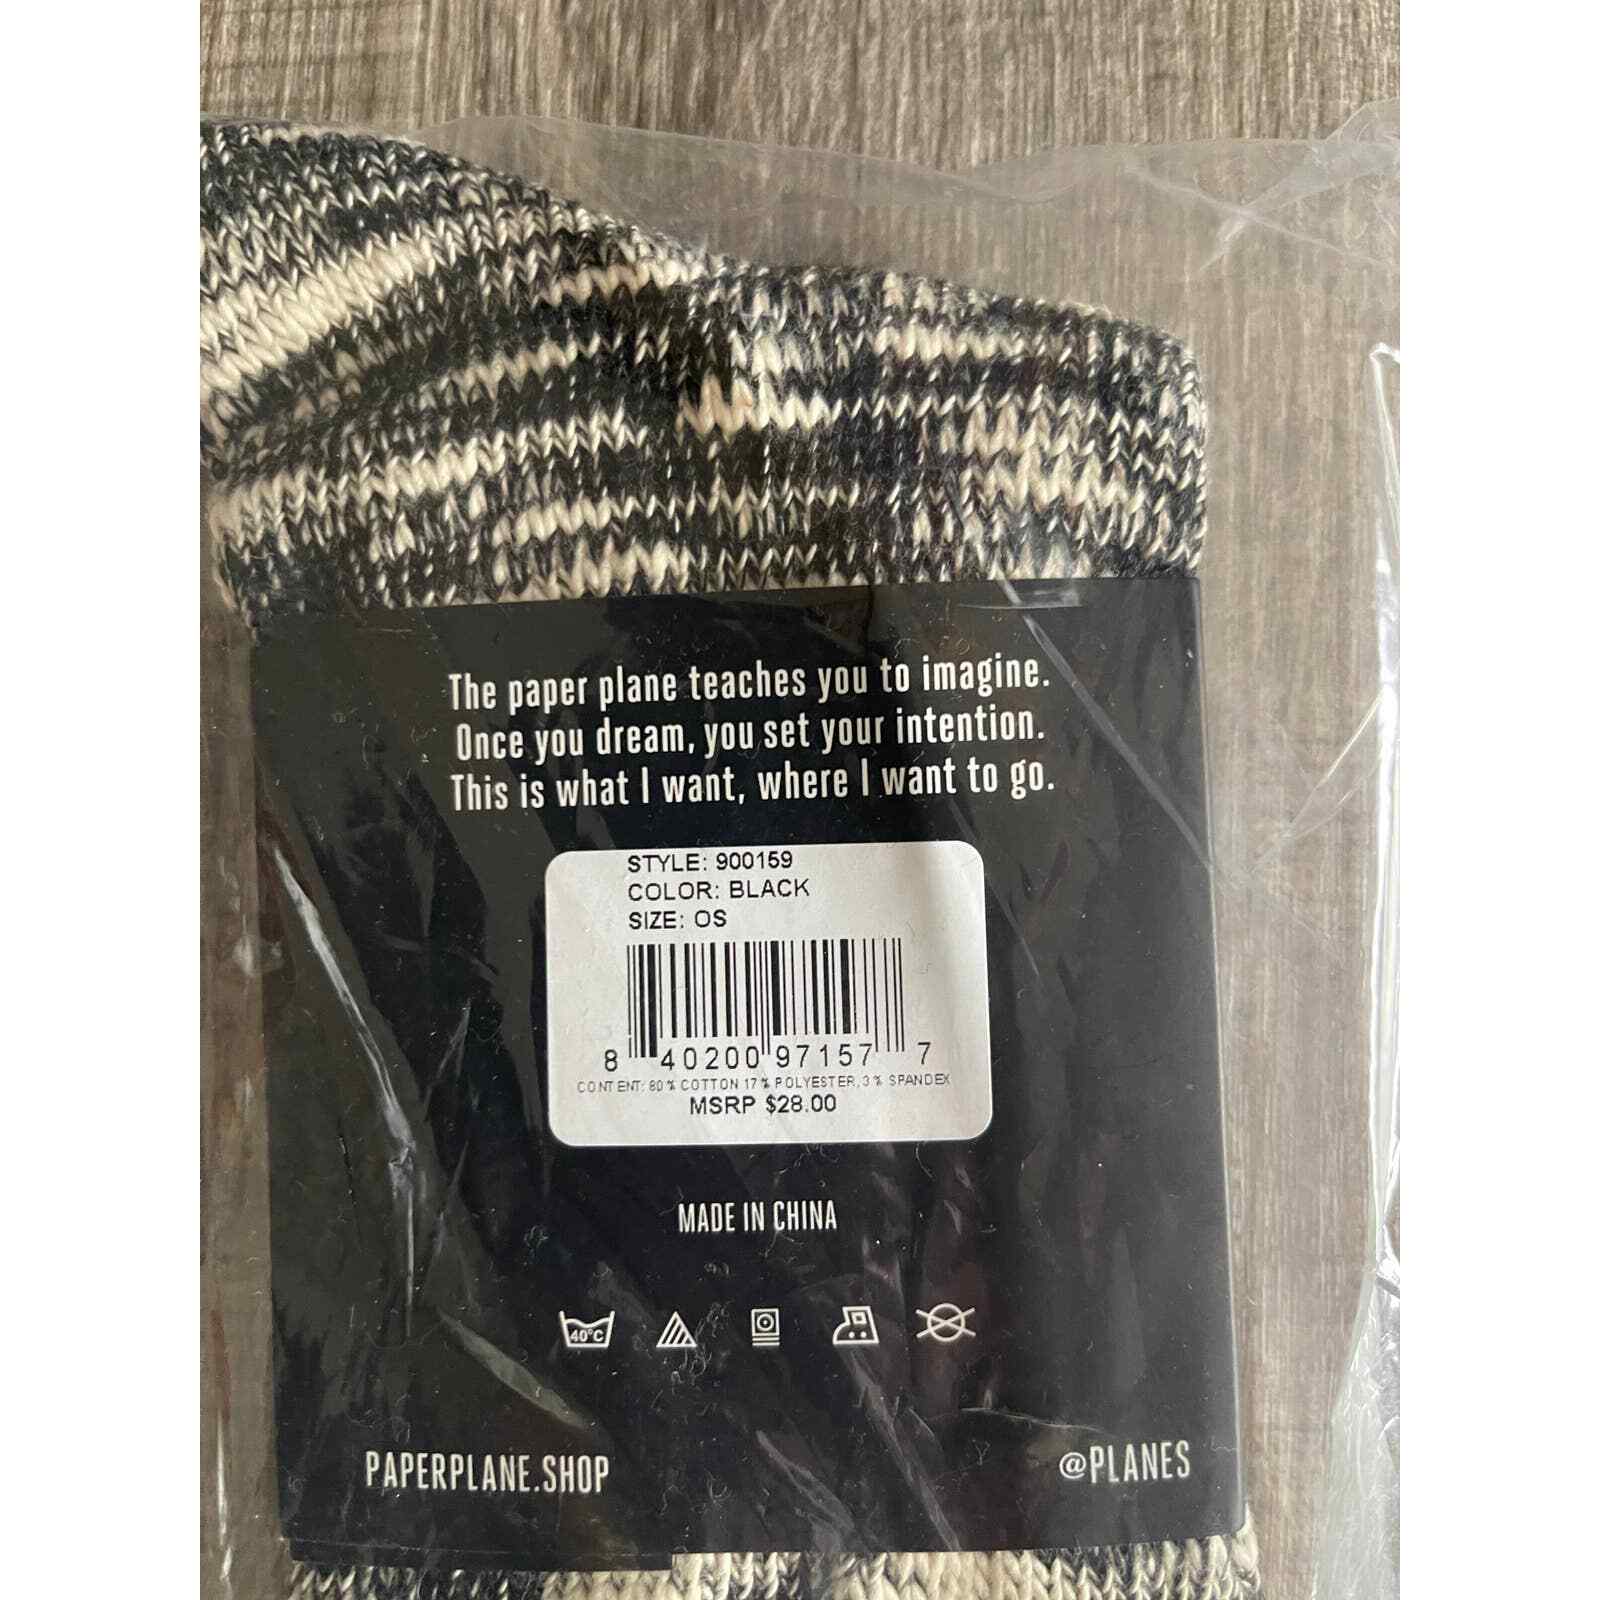 The paper plane teaches you to imagine.
Once you dream, you set your intention.
This is what I want, where I want to go.
STYLE: 900159
COLOR: BLACK
SIZE: OS
8 40200 97157 7
CONTENT: 80% COTTON 17% POLYESTER, 3% SPANDEX
MSRP $28.00
MADE IN CHINA
40°C
PAPERPLANE.SHOP
@PLANES